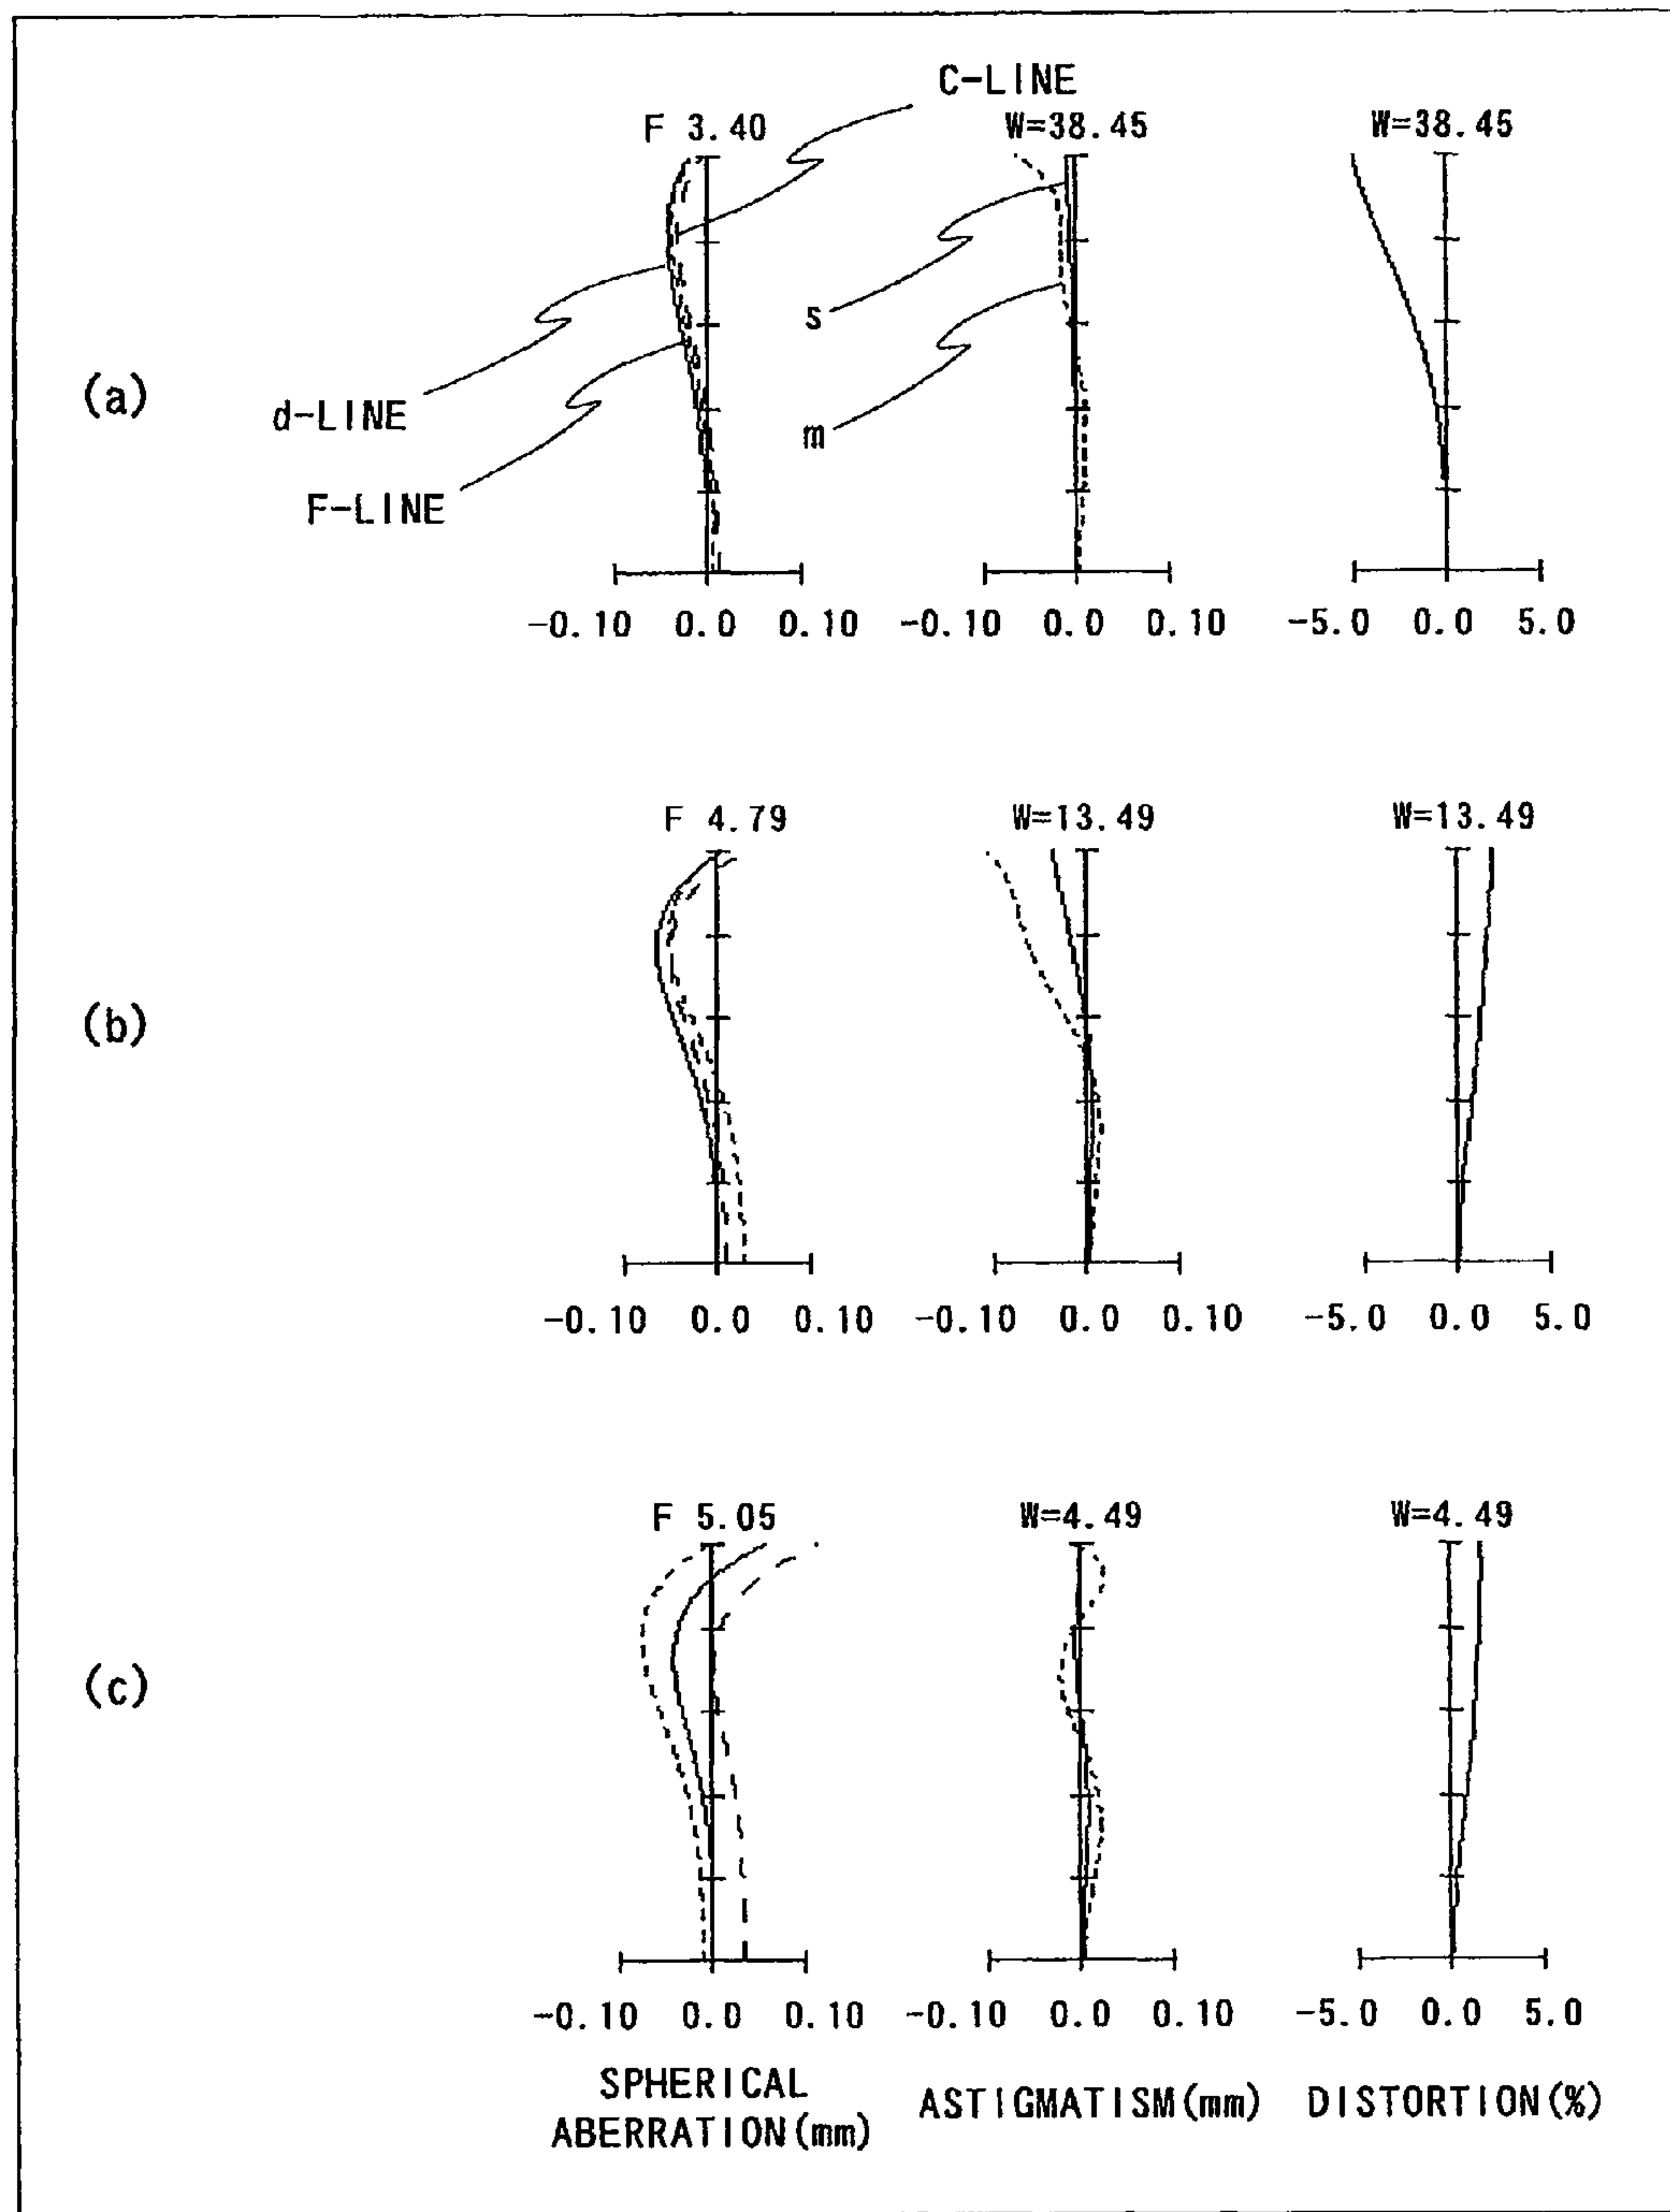 C-LINE
F 3.40 W=38.45 W=38.45
s
(a)
d-LINE
m
F-LINE
-0.10 0.0 0.10 -0.10 0.0 0.10 -5.0 0.0 5.0
F 4.79 W=13.49 W=13.49
(b)
-0.10 0.0 0.10 -0.10 0.0 0.10 -5.0 0.0 5.0
F 5.05 W=4.49 W=4.49
(c)
-0.10 0.0 0.10 -0.10 0.0 0.10 -5.0 0.0 5.0
SPHERICAL
ABERRATION(mm) ASTIGMATISM(mm) DISTORTION(%)